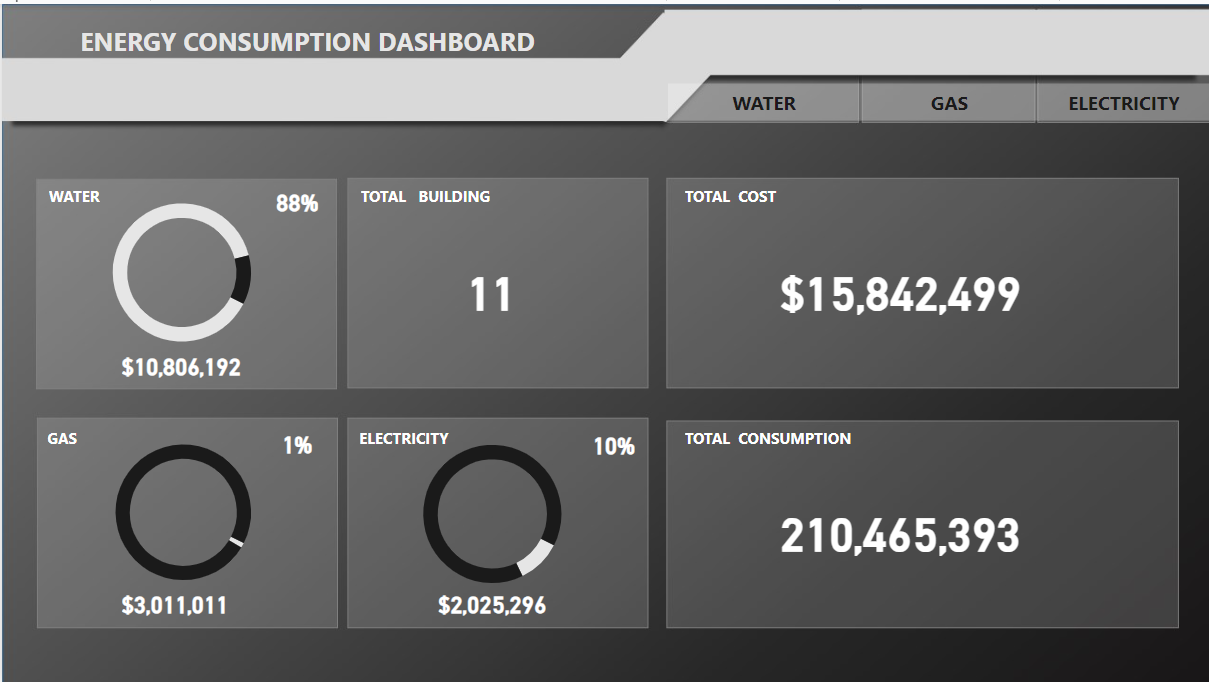 ENERGY CONSUMPTION DASHBOARD
WATER
GAS
ELECTRICITY
WATER
88%
$10,806,192
TOTAL BUILDING
11
TOTAL COST
$15,842,499
GAS
1%
$3,011,011
ELECTRICITY
10%
$2,025,296
TOTAL CONSUMPTION
210,465,393